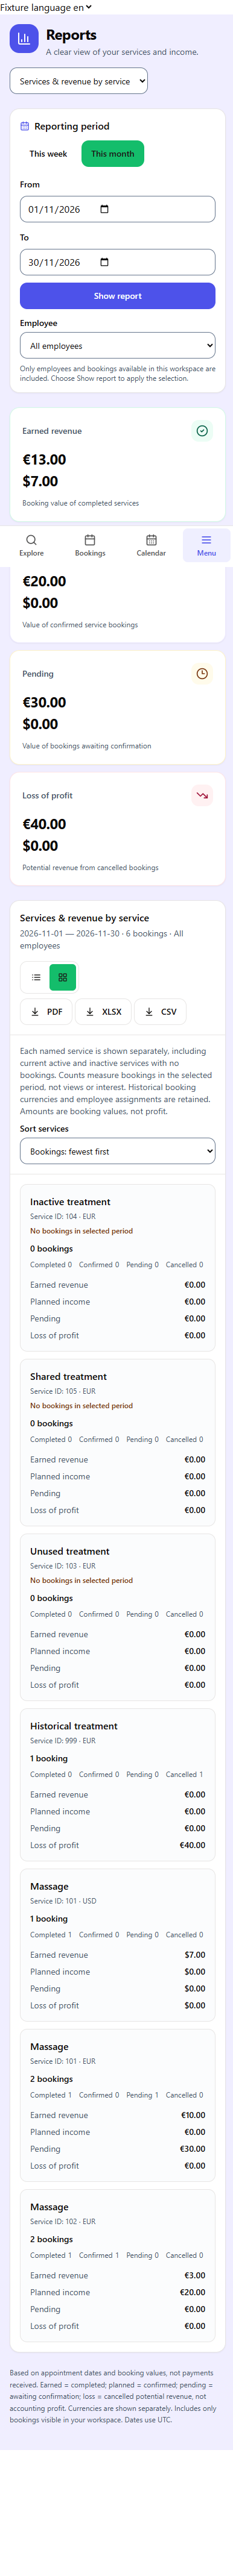 Fixture language en
Reports
A clear view of your services and income.
Services & revenue by service
Reporting period
This week
This month
From
01/11/2026
To
30/11/2026
Show report
Employee
All employees
Only employees and bookings available in this workspace are
included. Choose Show report to apply the selection.
Earned revenue
€13.00
$7.00
Booking value of completed services
Explore
Bookings
Calendar
Menu
€20.00
$0.00
Value of confirmed service bookings
Pending
€30.00
$0.00
Value of bookings awaiting confirmation
Loss of profit
€40.00
$0.00
Potential revenue from cancelled bookings
Services & revenue by service
2026-11-01 — 2026-11-30 · 6 bookings · All
employees
PDF
XLSX
CSV
Each named service is shown separately, including
current active and inactive services with no
bookings. Counts measure bookings in the selected
period, not views or interest. Historical booking
currencies and employee assignments are retained.
Amounts are booking values, not profit.
Sort services
Bookings: fewest first
Inactive treatment
Service ID: 104 · EUR
No bookings in selected period
0 bookings
Completed 0 Confirmed 0 Pending 0 Cancelled 0
Earned revenue €0.00
Planned income €0.00
Pending €0.00
Loss of profit €0.00
Shared treatment
Service ID: 105 · EUR
No bookings in selected period
0 bookings
Completed 0 Confirmed 0 Pending 0 Cancelled 0
Earned revenue €0.00
Planned income €0.00
Pending €0.00
Loss of profit €0.00
Unused treatment
Service ID: 103 · EUR
No bookings in selected period
0 bookings
Completed 0 Confirmed 0 Pending 0 Cancelled 0
Earned revenue €0.00
Planned income €0.00
Pending €0.00
Loss of profit €0.00
Historical treatment
Service ID: 999 · EUR
1 booking
Completed 0 Confirmed 0 Pending 0 Cancelled 1
Earned revenue €0.00
Planned income €0.00
Pending €0.00
Loss of profit €40.00
Massage
Service ID: 101 · USD
1 booking
Completed 1 Confirmed 0 Pending 0 Cancelled 0
Earned revenue $7.00
Planned income $0.00
Pending $0.00
Loss of profit $0.00
Massage
Service ID: 101 · EUR
2 bookings
Completed 1 Confirmed 0 Pending 1 Cancelled 0
Earned revenue €10.00
Planned income €0.00
Pending €30.00
Loss of profit €0.00
Massage
Service ID: 102 · EUR
2 bookings
Completed 1 Confirmed 1 Pending 0 Cancelled 0
Earned revenue €3.00
Planned income €20.00
Pending €0.00
Loss of profit €0.00
Based on appointment dates and booking values, not payments
received. Earned = completed; planned = confirmed; pending =
awaiting confirmation; loss = cancelled potential revenue, not
accounting profit. Currencies are shown separately. Includes only
bookings visible in your workspace. Dates use UTC.